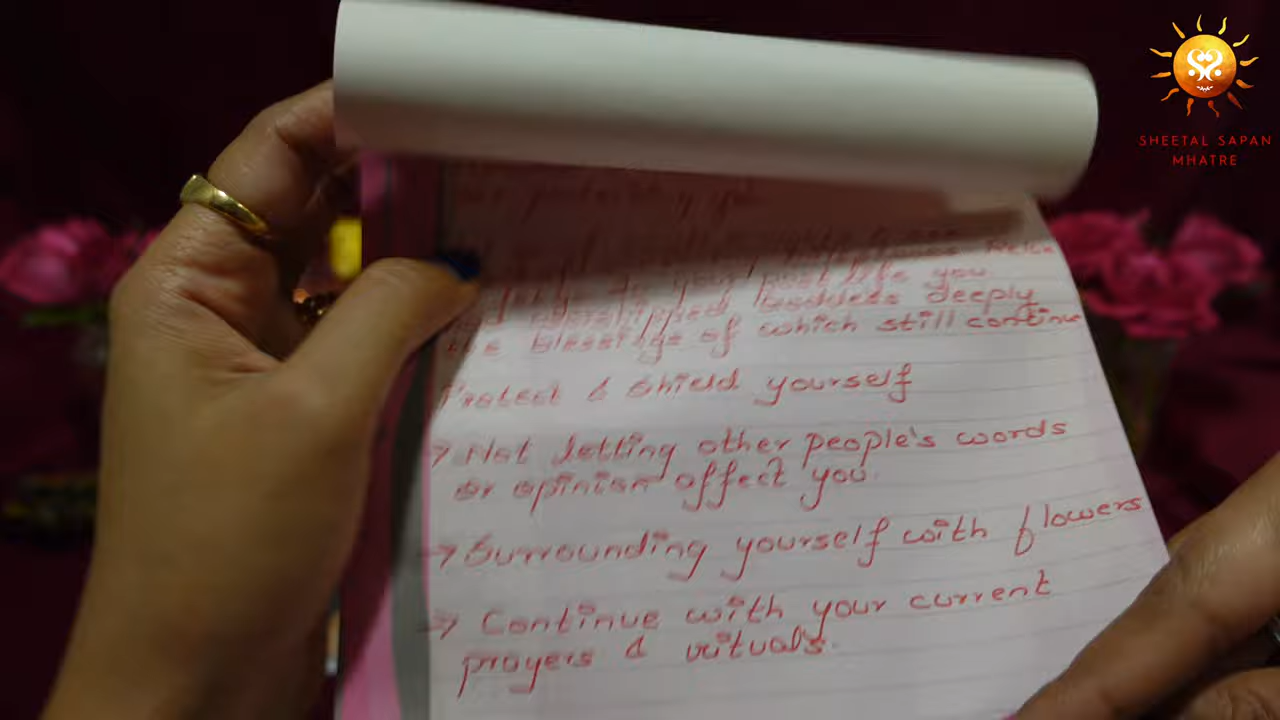 your past life you
worshipped Goddess deeply
the blessings of which still continue
Protect & Shield yourself
→ Not letting other people's words
or opinion affect you.
→ Surrounding yourself with flowers
→ Continue with your current
prayers & rituals.
SHEETAL SAPAN
MHATRE